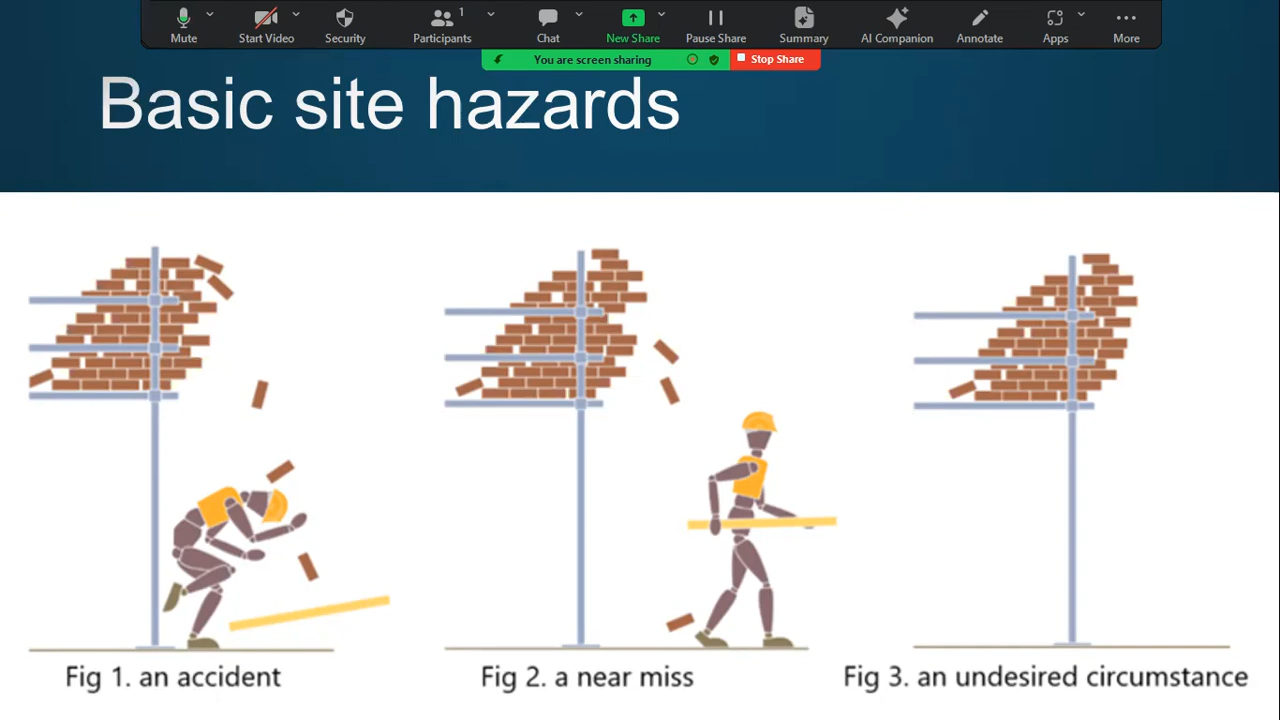 1
Mute Start Video Security Participants Chat New Share Pause Share Summary AI Companion Annotate Apps More
You are screen sharing Stop Share
Basic site hazards
Fig 1. an accident
Fig 2. a near miss
Fig 3. an undesired circumstance